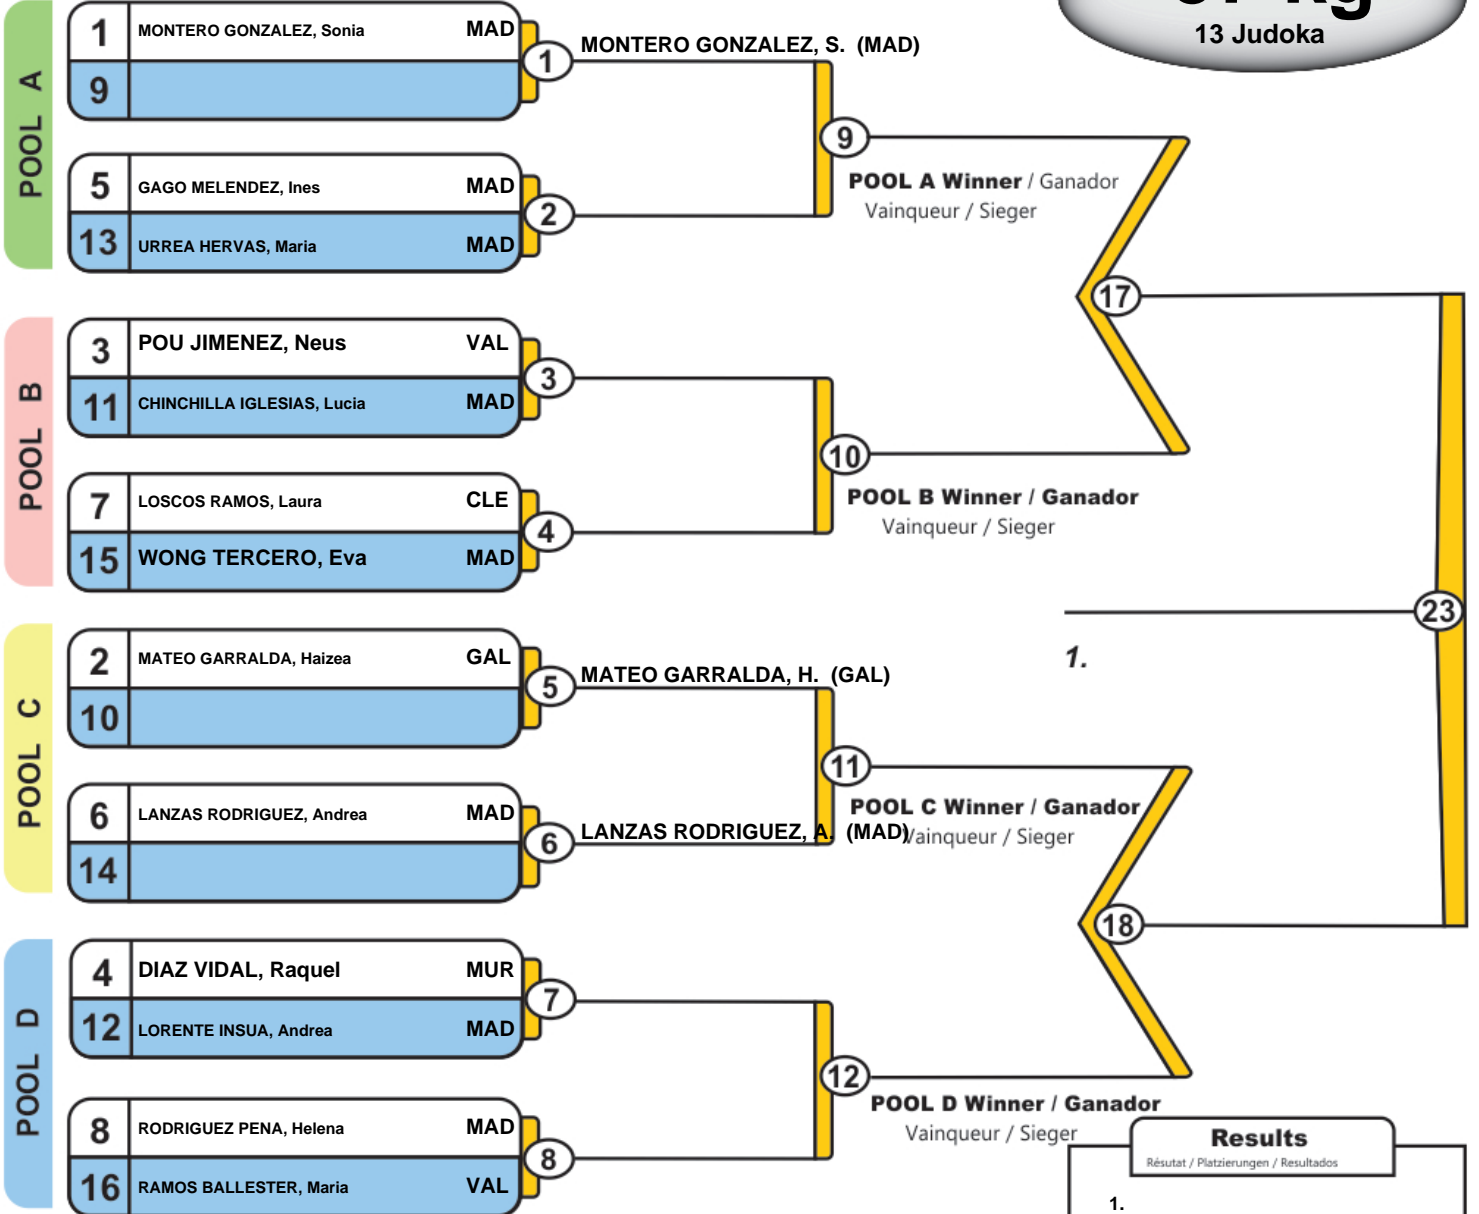 13 Judoka
POOL A
1 MONTERO GONZALEZ, Sonia MAD
9
1
MONTERO GONZALEZ, S. (MAD)
5 GAGO MELENDEZ, Ines MAD
13 URREA HERVAS, Maria MAD
2
9
POOL A Winner / Ganador
Vainqueur / Sieger
17
POOL B
3 POU JIMENEZ, Neus VAL
11 CHINCHILLA IGLESIAS, Lucia MAD
3
7 LOSCOS RAMOS, Laura CLE
15 WONG TERCERO, Eva MAD
4
10
POOL B Winner / Ganador
Vainqueur / Sieger
23
1.
POOL C
2 MATEO GARRALDA, Haizea GAL
10
5
MATEO GARRALDA, H. (GAL)
6 LANZAS RODRIGUEZ, Andrea MAD
14
6
LANZAS RODRIGUEZ, A. (MAD)
11
POOL C Winner / Ganador
Vainqueur / Sieger
18
POOL D
4 DIAZ VIDAL, Raquel MUR
12 LORENTE INSUA, Andrea MAD
7
8 RODRIGUEZ PENA, Helena MAD
16 RAMOS BALLESTER, Maria VAL
8
12
POOL D Winner / Ganador
Vainqueur / Sieger
Results
Résutat / Platzierungen / Resultados
1.